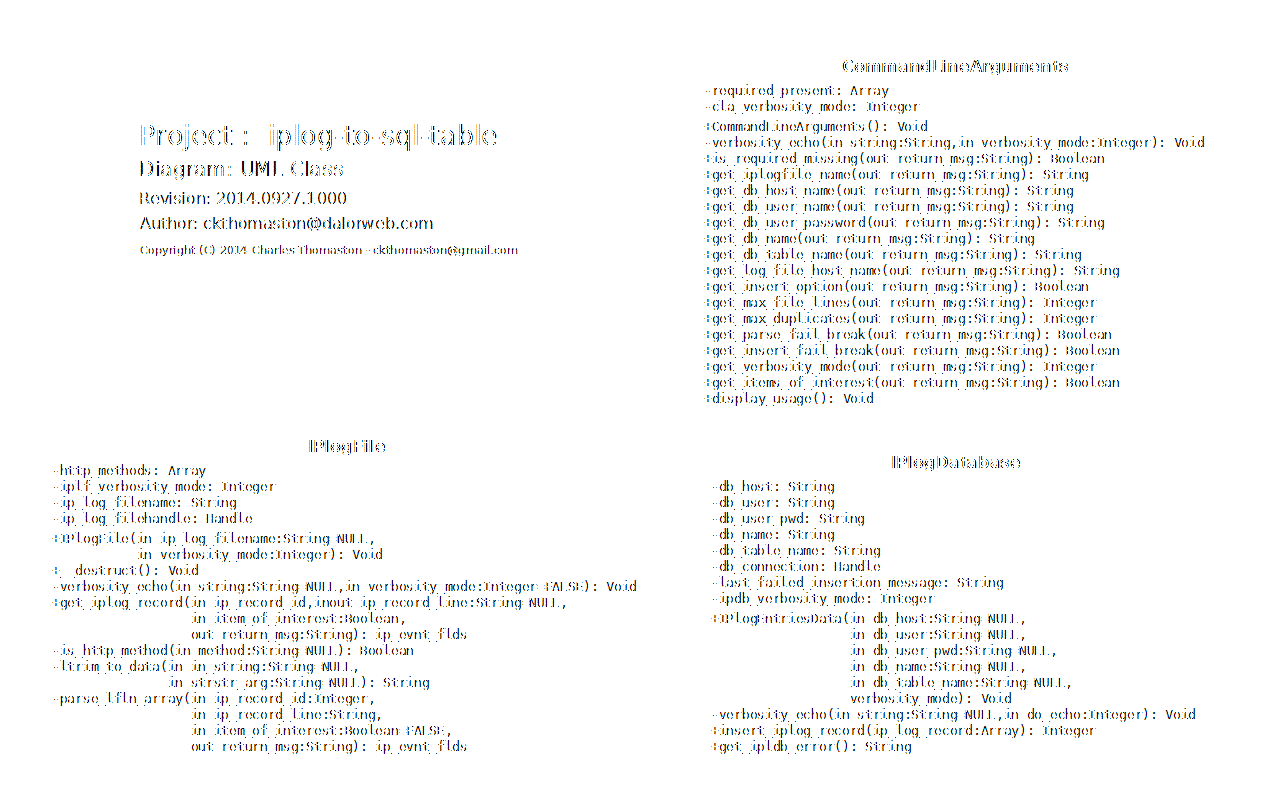 Project : iplog-to-sql-table
Diagram: UML Class
Revision: 2014.0927.1000
Author: ckthomaston@dalorweb.com
Copyright (C) 2014 Charles Thomaston - ckthomaston@gmail.com
CommandLineArguments
-required_present: Array
-cla_verbosity_mode: Integer
+CommandLineArguments(): Void
-verbosity_echo(in string:String,in verbosity_mode:Integer): Void
+is_required_missing(out return_msg:String): Boolean
+get_iplogfile_name(out return_msg:String): String
+get_db_host_name(out return_msg:String): String
+get_db_user_name(out return_msg:String): String
+get_db_user_password(out return_msg:String): String
+get_db_name(out return_msg:String): String
+get_db_table_name(out return_msg:String): String
+get_log_file_host_name(out return_msg:String): String
+get_insert_option(out return_msg:String): Boolean
+get_max_file_lines(out return_msg:String): Integer
+get_max_duplicates(out return_msg:String): Integer
+get_parse_fail_break(out return_msg:String): Boolean
+get_insert_fail_break(out return_msg:String): Boolean
+get_verbosity_mode(out return_msg:String): Integer
+get_items_of_interest(out return_msg:String): Boolean
+display_usage(): Void
IPlogFile
-http_methods: Array
-iplf_verbosity_mode: Integer
-ip_log_filename: String
-ip_log_filehandle: Handle
+IPlogFile(in ip_log_filename:String=NULL,
in verbosity_mode:Integer): Void
+__destruct(): Void
-verbosity_echo(in string:String=NULL,in verbosity_mode:Integer=FALSE): Void
+get_iplog_record(in ip_record_id,inout ip_record_line:String=NULL,
in item_of_interest:Boolean,
out return_msg:String): ip_evnt_flds
-is_http_method(in method:String=NULL): Boolean
-ltrim_to_data(in in_string:String=NULL,
in strstr_arg:String=NULL): String
-parse_lfln_array(in ip_record_id:Integer,
in ip_record_line:String,
in item_of_interest:Boolean=FALSE,
out return_msg:String): ip_evnt_flds
IPlogDatabase
-db_host: String
-db_user: String
-db_user_pwd: String
-db_name: String
-db_table_name: String
-db_connection: Handle
-last_failed_insertion_message: String
-ipdb_verbosity_mode: Integer
+IPlogEntriesData(in db_host:String=NULL,
in db_user:String=NULL,
in db_user_pwd:String=NULL,
in db_name:String=NULL,
in db_table_name:String=NULL,
verbosity_mode): Void
-verbosity_echo(in string:String=NULL,in do_echo:Integer): Void
+insert_iplog_record(ip_log_record:Array): Integer
+get_ipldb_error(): String